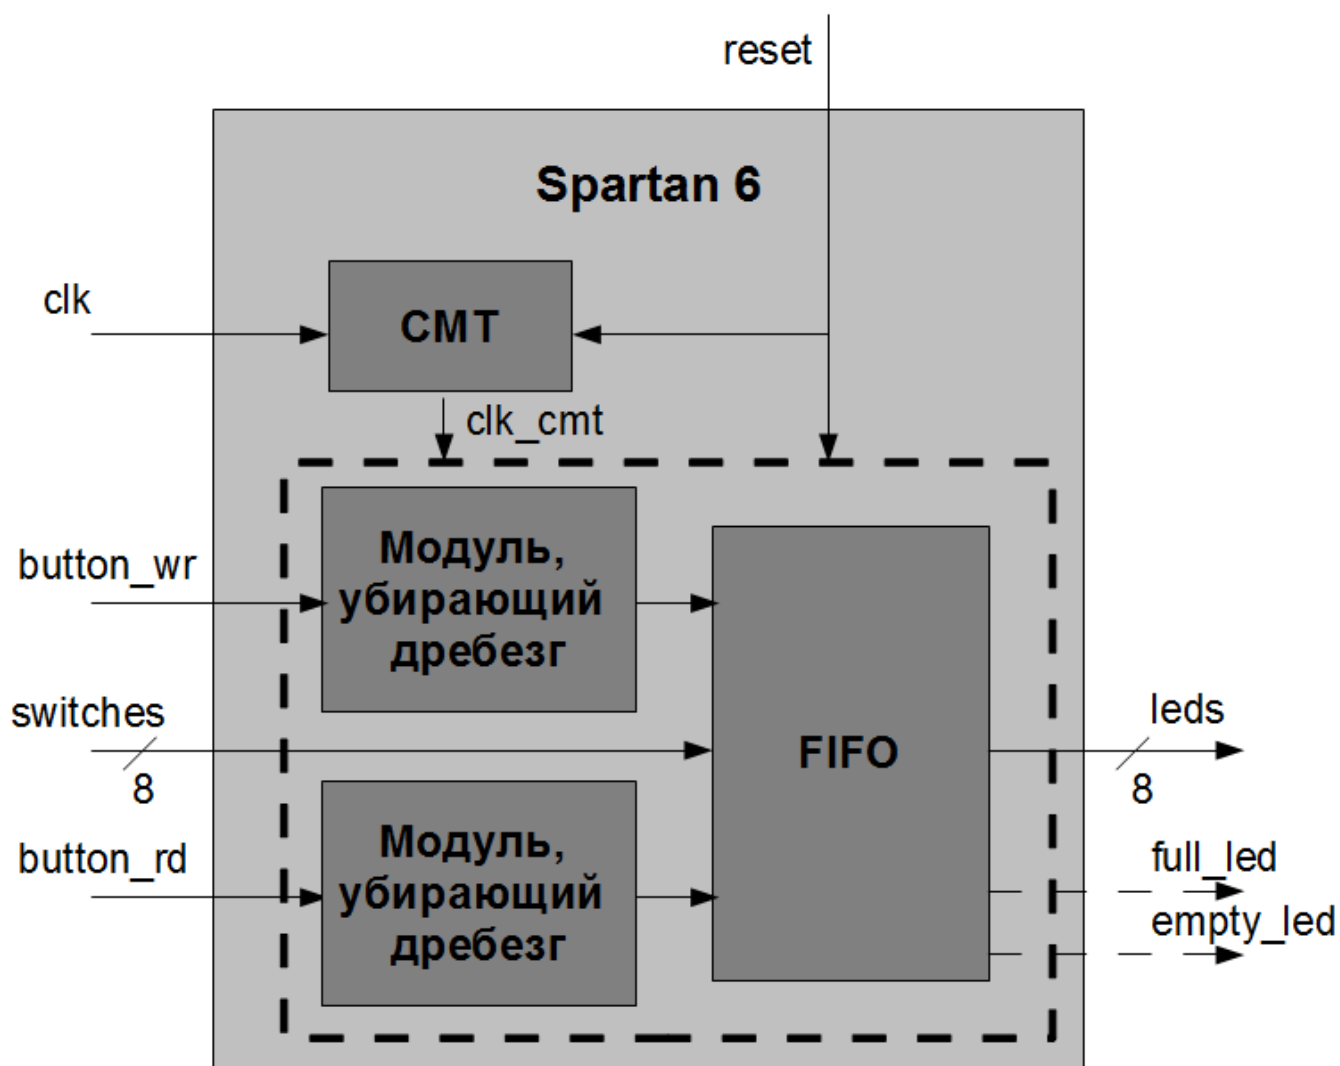 reset
Spartan 6
clk
CMT
clk_cmt
button_wr
Модуль,
убирающий
дребезг
switches
8
FIFO
leds
8
button_rd
Модуль,
убирающий
дребезг
full_led
empty_led